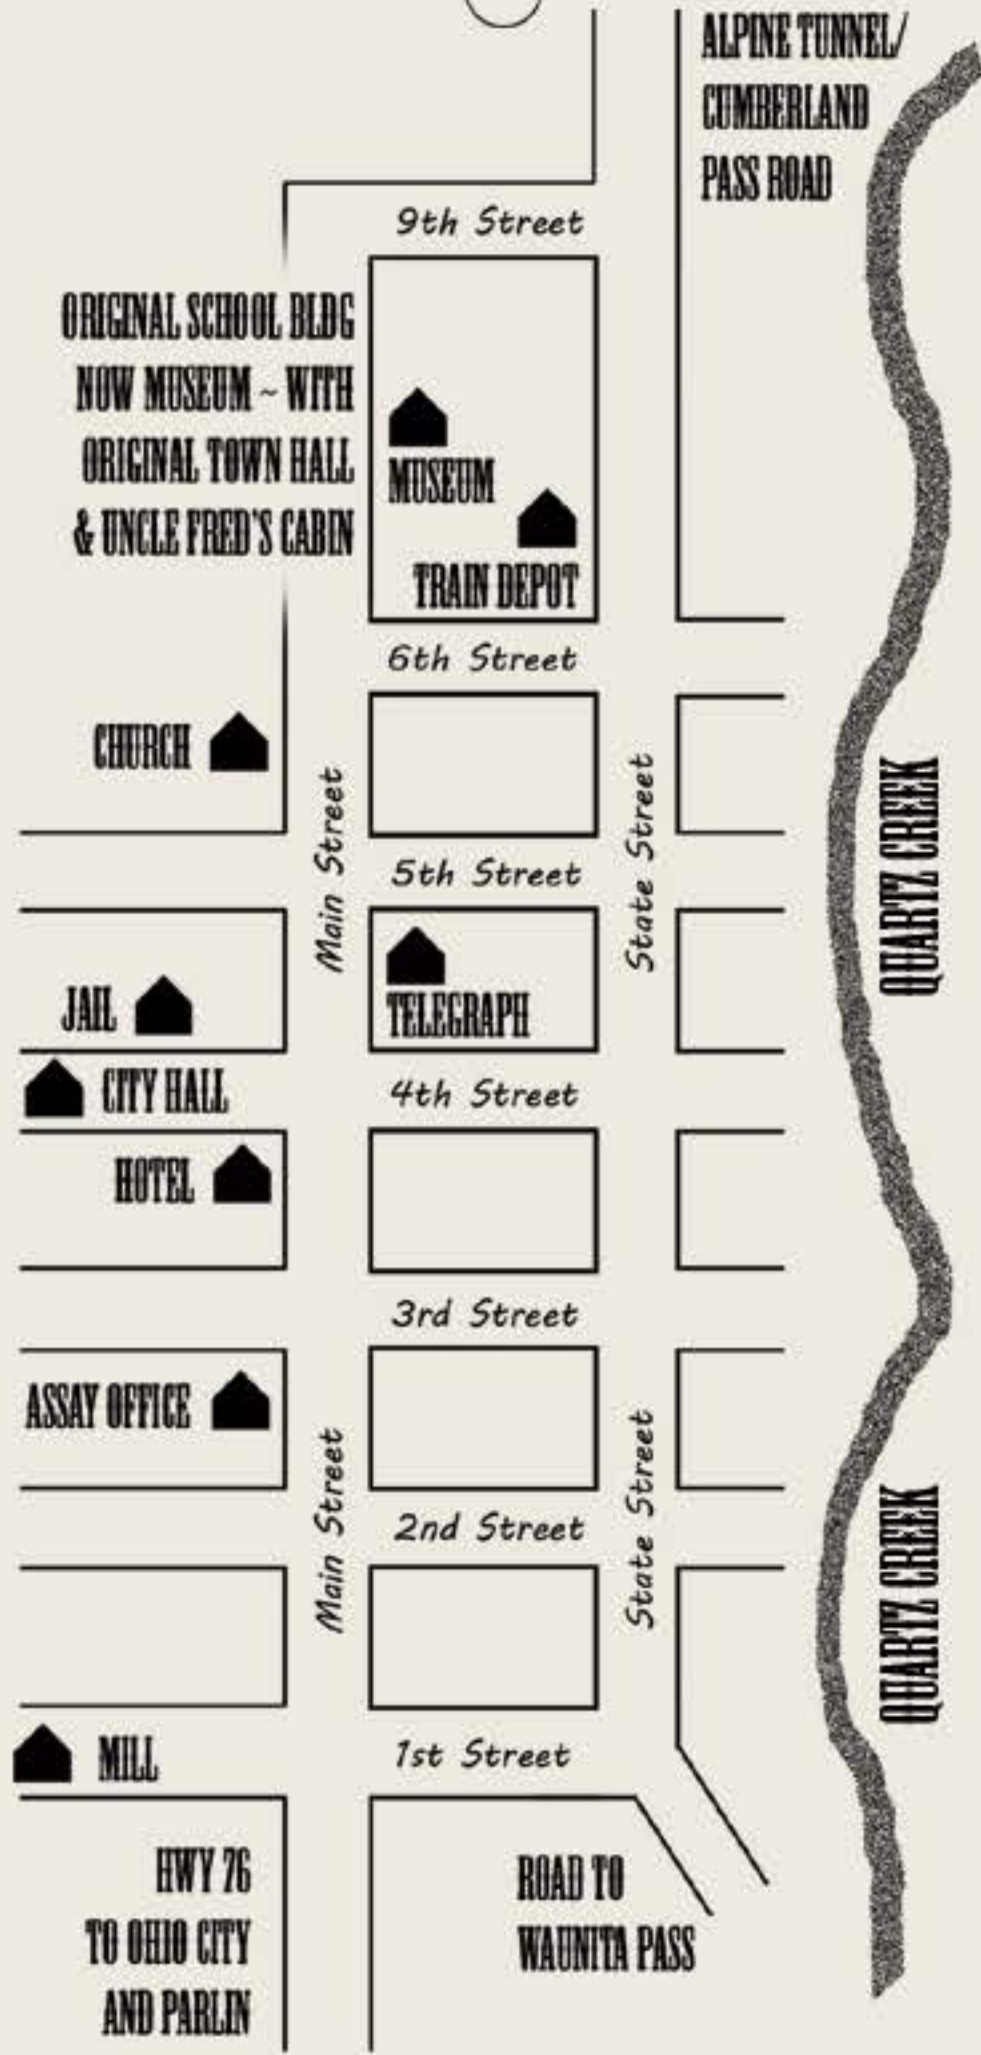 ALPINE TUNNEL/
CUMBERLAND
PASS ROAD
9th Street
ORIGINAL SCHOOL BLDG
NOW MUSEUM ~ WITH
ORIGINAL TOWN HALL
& UNCLE FRED'S CABIN
MUSEUM
TRAIN DEPOT
6th Street
CHURCH
Main Street
State Street
QUARTZ CREEK
5th Street
JAIL
TELEGRAPH
CITY HALL
4th Street
HOTEL
3rd Street
ASSAY OFFICE
Main Street
State Street
QUARTZ CREEK
2nd Street
MILL
1st Street
HWY 76
TO OHIO CITY
AND PARLIN
ROAD TO
WAUNITA PASS